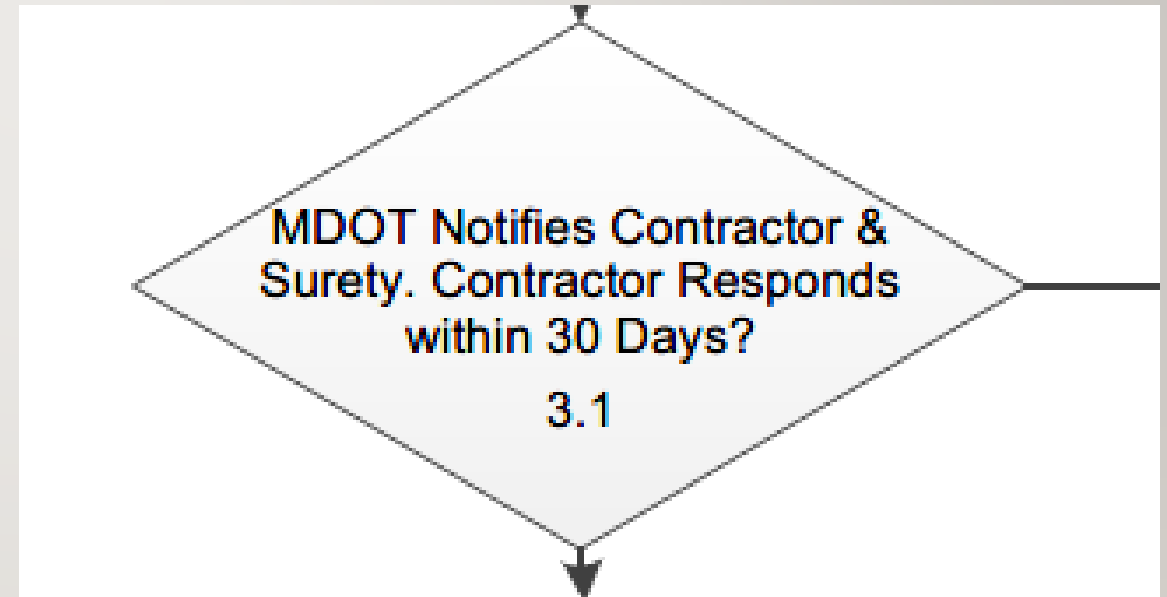 MDOT Notifies Contractor &
Surety. Contractor Responds
within 30 Days?
3.1